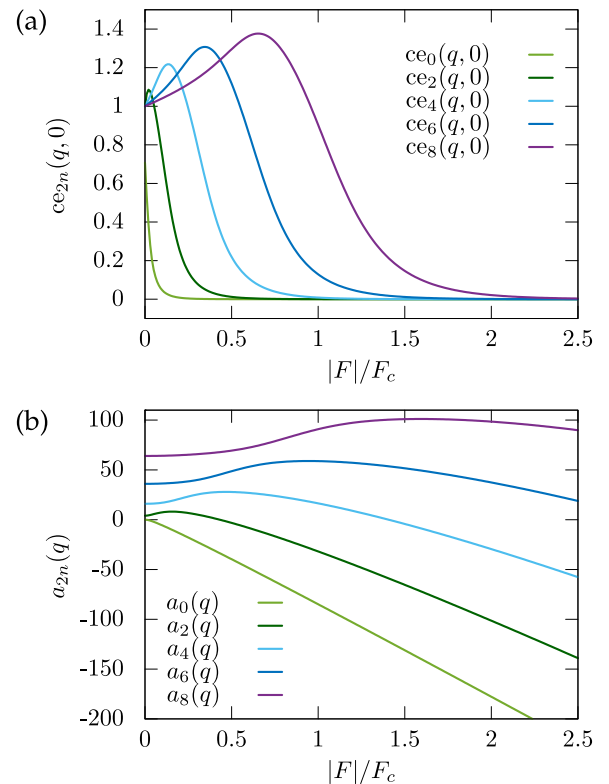 (a)
1.4
1.2
1
0.8
0.6
0.4
0.2
0
ce₂ₙ(q, 0)
ce₀(q, 0)
ce₂(q, 0)
ce₄(q, 0)
ce₆(q, 0)
ce₈(q, 0)
0 0.5 1 1.5 2 2.5
|F|/F_c
(b)
100
50
0
-50
-100
-150
-200
a₂ₙ(q)
a₀(q)
a₂(q)
a₄(q)
a₆(q)
a₈(q)
0 0.5 1 1.5 2 2.5
|F|/F_c